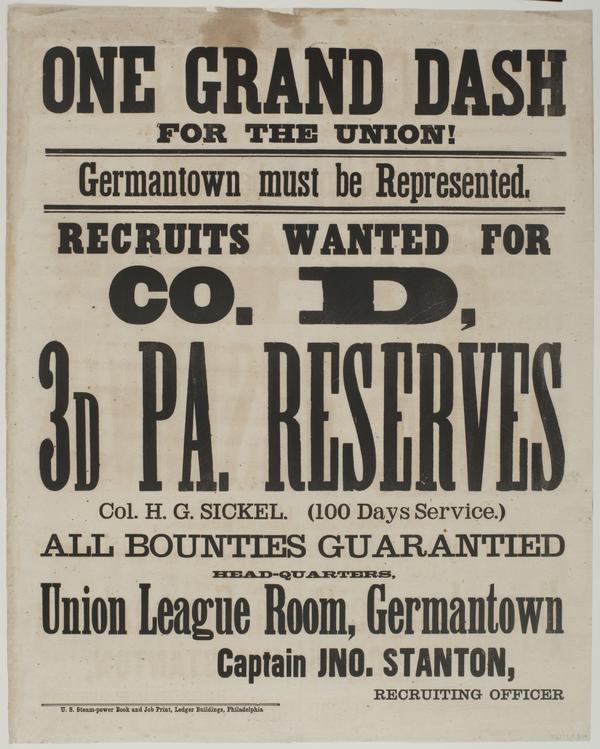 ONE GRAND DASH
FOR THE UNION!
Germantown must be Represented.
RECRUITS WANTED FOR
CO. D,
3D PA. RESERVES
Col. H. G. SICKEL. (100 Days Service.)
ALL BOUNTIES GUARANTIED
HEAD-QUARTERS,
Union League Room, Germantown
Captain JNO. STANTON,
RECRUITING OFFICER
U. S. Steam-power Book and Job Print, Ledger Buildings, Philadelphia